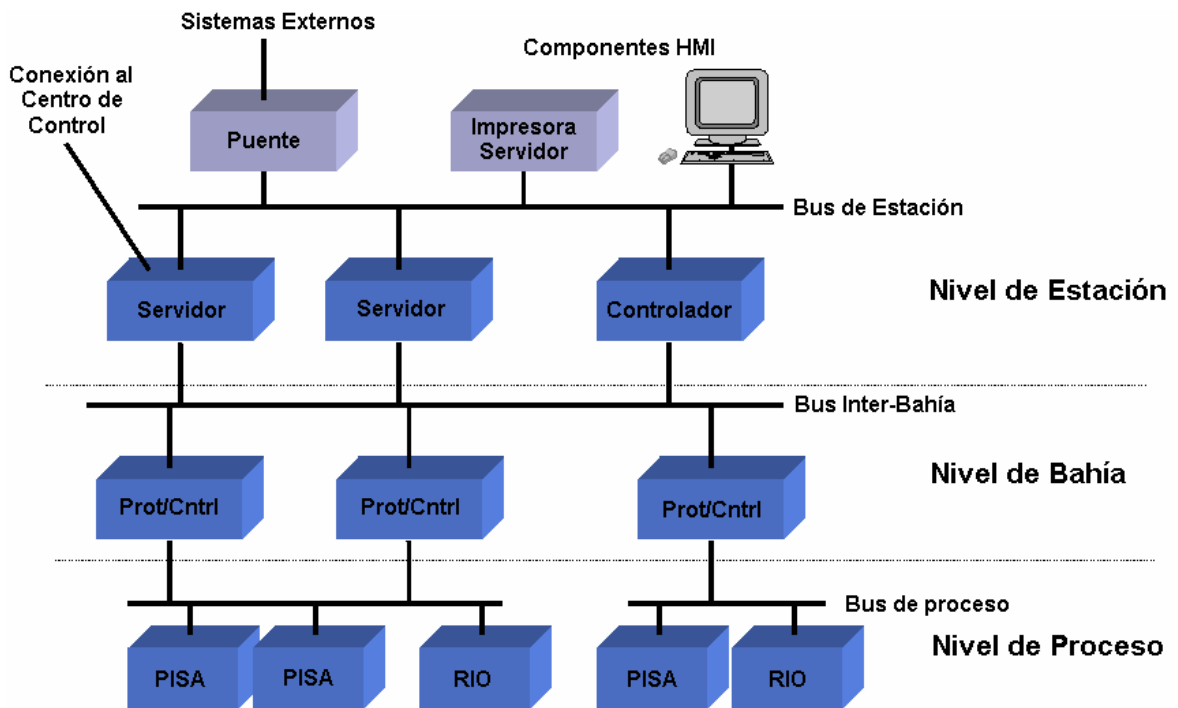 Sistemas Externos
Componentes HMI
Conexión al
Centro de
Control
Puente
Impresora
Servidor
Bus de Estación
Servidor
Servidor
Controlador
Nivel de Estación
Bus Inter-Bahía
Prot/Cntrl
Prot/Cntrl
Prot/Cntrl
Nivel de Bahía
Bus de proceso
PISA
PISA
RIO
PISA
RIO
Nivel de Proceso